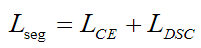 L_seg = L_CE + L_DSC